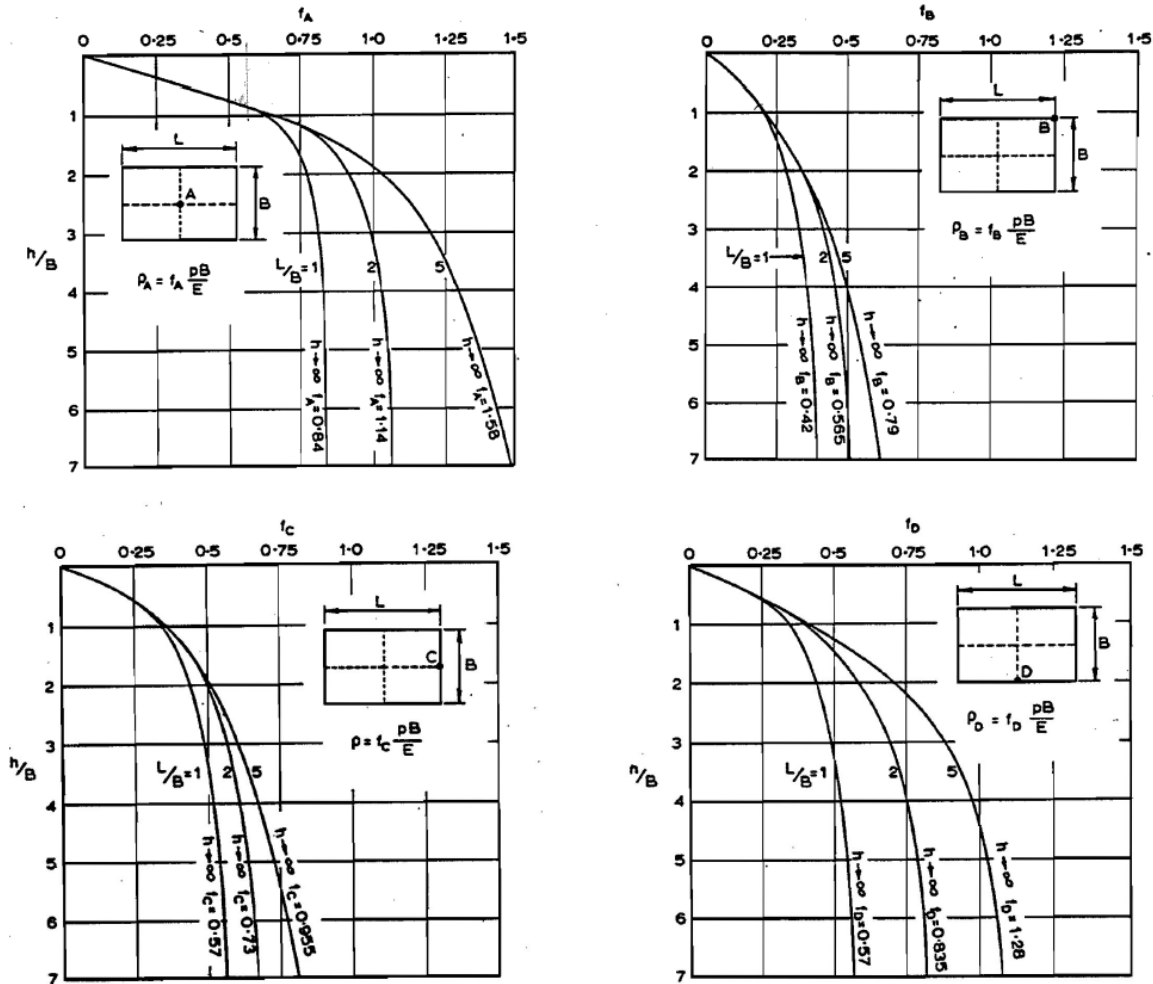 f_A
0 0·25 0·5 0·75 1·0 1·25 1·5
1
2
3
4
5
6
7
h/B
L
A
B
ρ_A = f_A pB/E
L/B=1 2 5
h→∞ f_A=0·84
h→∞ f_A=1·14
h→∞ f_A=1·58
f_B
0 0·25 0·5 0·75 1·0 1·25 1·5
1
2
3
4
5
6
7
L
B
B
ρ_B = f_B pB/E
L/B=1 2 5
h→∞ f_B=0·42
h→∞ f_B=0·565
h→∞ f_B=0·79
f_C
0 0·25 0·5 0·75 1·0 1·25 1·5
1
2
3
4
5
6
7
h/B
L
C
B
ρ=f_C pB/E
L/B=1 2 5
h→∞ f_C=0·57
h→∞ f_C=0·73
h→∞ f_C=0·955
f_D
0 0·25 0·5 0·75 1·0 1·25 1·5
1
2
3
4
5
6
7
h/B
L
D
B
ρ_D = f_D pB/E
L/B=1 2 5
h→∞ f_D=0·57
h→∞ f_D=0·835
h→∞ f_D=1·28